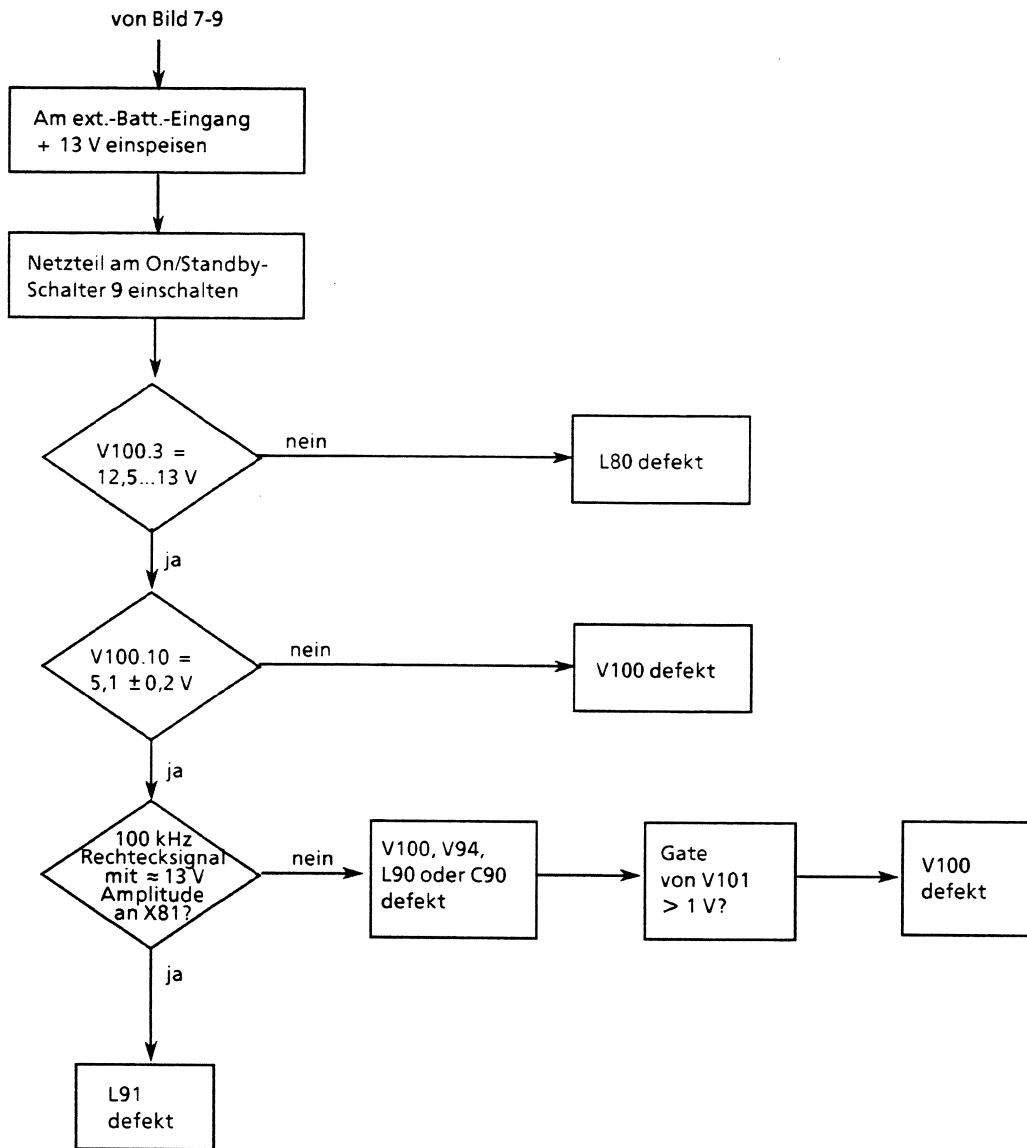 von Bild 7-9
Am ext.-Batt.-Eingang
+ 13 V einspeisen
Netzteil am On/Standby-
Schalter 9 einschalten
V100.3 =
12,5...13 V
nein
L80 defekt
ja
V100.10 =
5,1 ±0,2 V
nein
V100 defekt
ja
100 kHz
Rechtecksignal
mit ≈ 13 V
Amplitude
an X81?
nein
V100, V94,
L90 oder C90
defekt
Gate
von V101
> 1 V?
V100
defekt
ja
L91
defekt